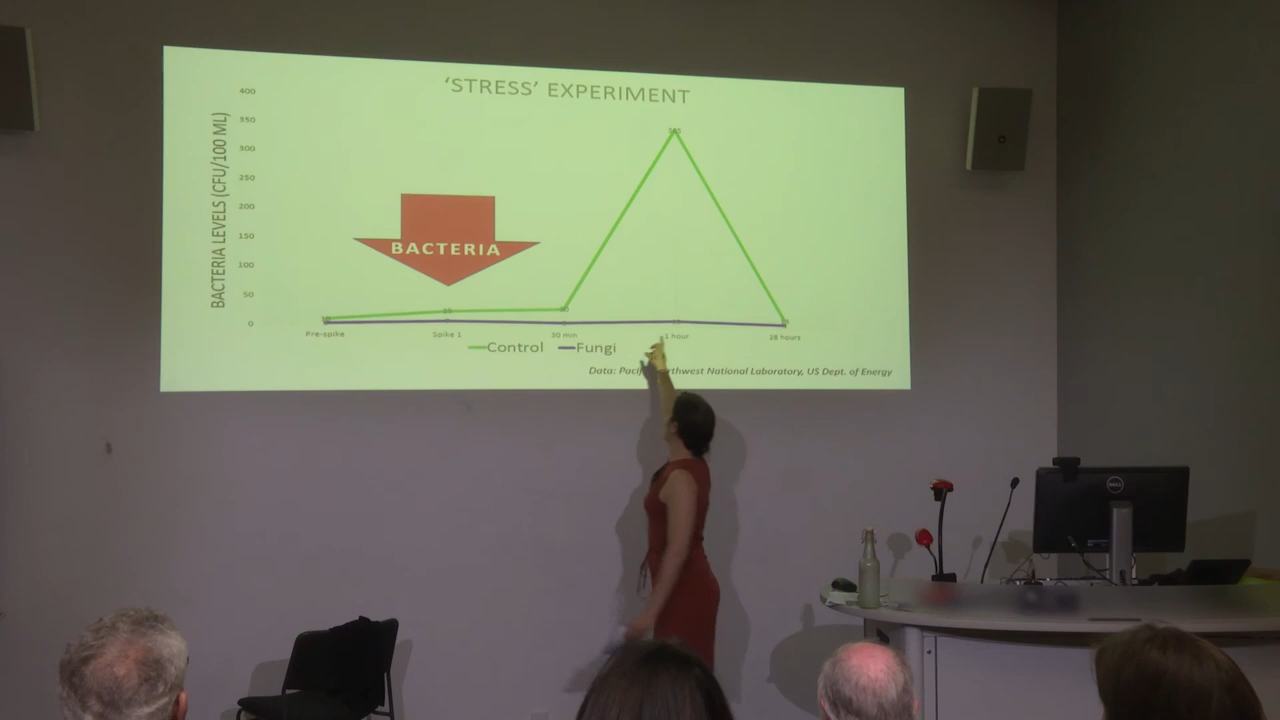 'STRESS' EXPERIMENT
BACTERIA LEVELS (CFU/100 ML)
400
350
300
250
200
150
100
50
0
BACTERIA
Pre-spike
Spike 1
30 min
1 hour
28 hours
Control
Fungi
Data: Northwest National Laboratory, US Dept. of Energy
DELL